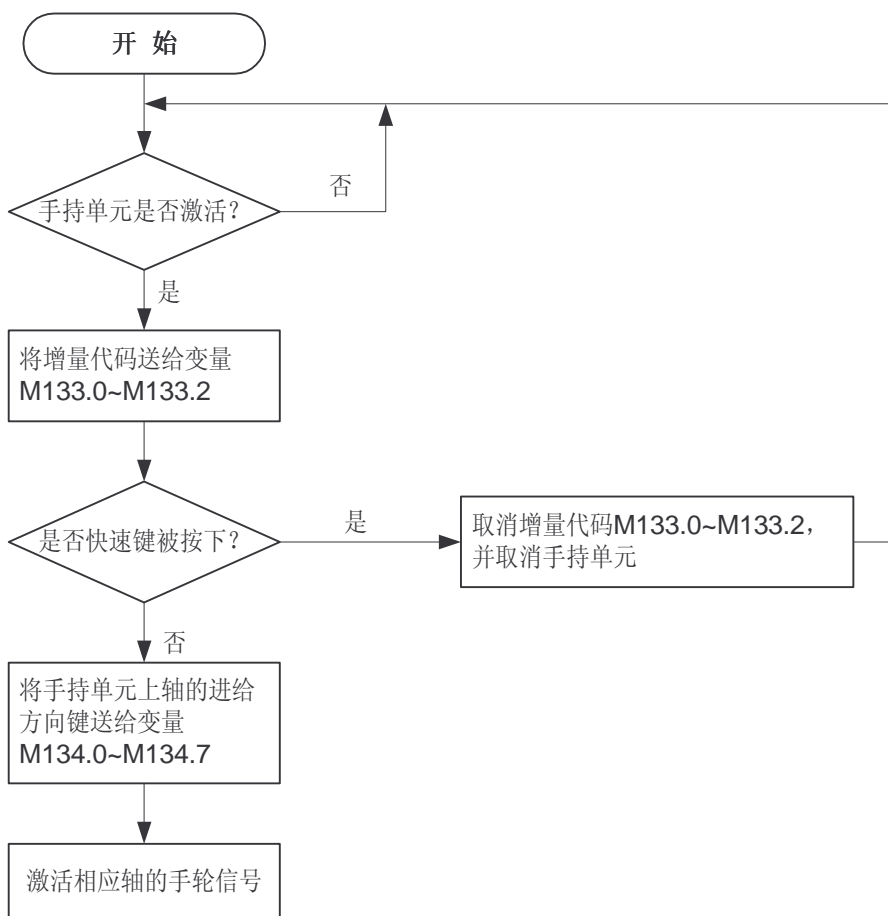 开 始
手持单元是否激活？
否
是
将增量代码送给变量
M133.0~M133.2
是否快速键被按下？
是
取消增量代码M133.0~M133.2，
并取消手持单元
否
将手持单元上轴的进给
方向键送给变量
M134.0~M134.7
激活相应轴的手轮信号